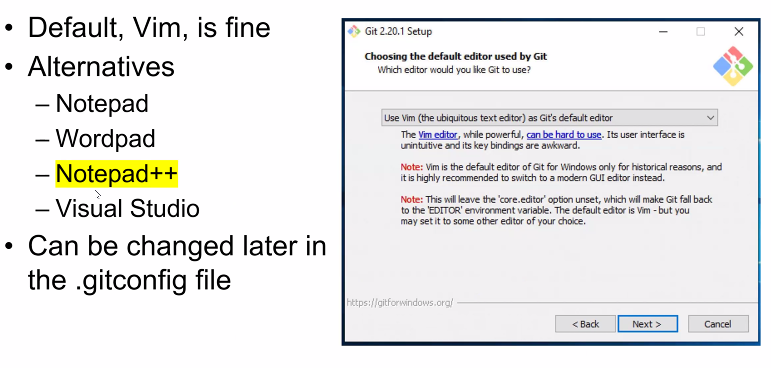 • Default, Vim, is fine
• Alternatives
– Notepad
– Wordpad
– Notepad++
– Visual Studio
• Can be changed later in
the .gitconfig file
Git 2.20.1 Setup
Choosing the default editor used by Git
Which editor would you like Git to use?
Use Vim (the ubiquitous text editor) as Git's default editor
The Vim editor, while powerful, can be hard to use. Its user interface is
unintuitive and its key bindings are awkward.
Note: Vim is the default editor of Git for Windows only for historical reasons, and
it is highly recommended to switch to a modern GUI editor instead.
Note: This will leave the 'core.editor' option unset, which will make Git fall back
to the 'EDITOR' environment variable. The default editor is Vim - but you
may set it to some other editor of your choice.
https://gitforwindows.org/
< Back
Next >
Cancel